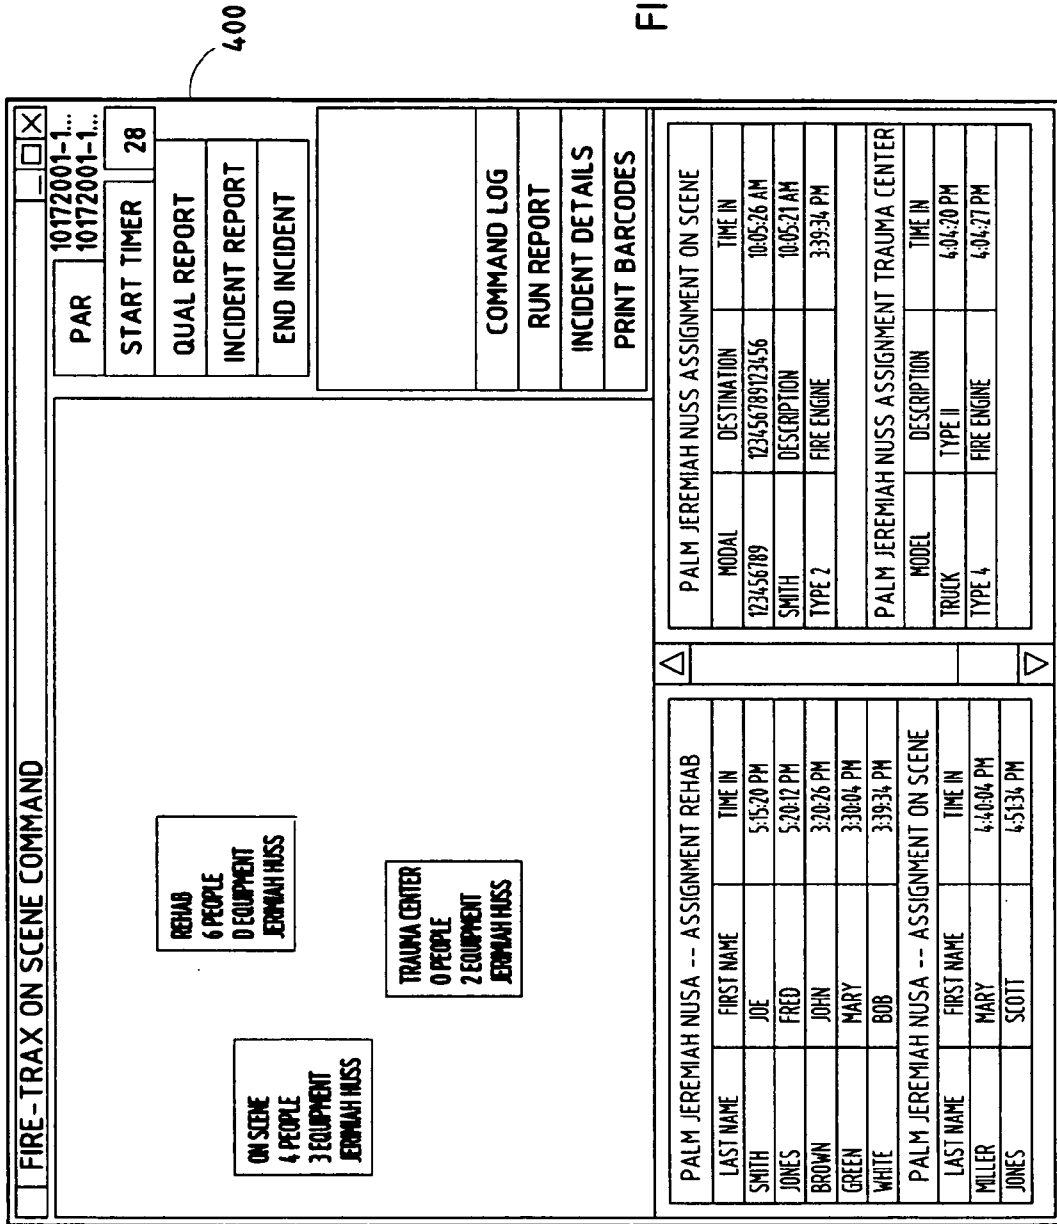 FIRE-TRAX ON SCENE COMMAND
ON SCENE
4 PEOPLE
3 EQUIPMENT
JERIMIAH HUSS
REHAB
6 PEOPLE
0 EQUIPMENT
JERIMIAH HUSS
TRAUMA CENTER
0 PEOPLE
2 EQUIPMENT
JERIMIAH HUSS
PAR 10172001-1...
10172001-1...
START TIMER 28
QUAL REPORT
INCIDENT REPORT
END INCIDENT
COMMAND LOG
RUN REPORT
INCIDENT DETAILS
PRINT BARCODES
400
PALM JEREMIAH NUSA -- ASSIGNMENT REHAB
LAST NAME FIRST NAME TIME IN
SMITH JOE 5:15:20 PM
JONES FRED 5:20:12 PM
BROWN JOHN 3:20:26 PM
GREEN MARY 3:30:04 PM
WHITE BOB 3:39:34 PM
PALM JEREMIAH NUSA -- ASSIGNMENT ON SCENE
LAST NAME FIRST NAME TIME IN
MILLER MARY 4:40:04 PM
JONES SCOTT 4:51:34 PM
PALM JEREMIAH NUSS ASSIGNMENT ON SCENE
MODAL DESTINATION TIME IN
123456789 123456789123456 10:05:26 AM
SMITH DESCRIPTION 10:05:21 AM
TYPE 2 FIRE ENGINE 3:39:34 PM
PALM JEREMIAH NUSS ASSIGNMENT TRAUMA CENTER
MODEL DESCRIPTION TIME IN
TRUCK TYPE II 4:04:20 PM
TYPE 4 FIRE ENGINE 4:04:27 PM
FI